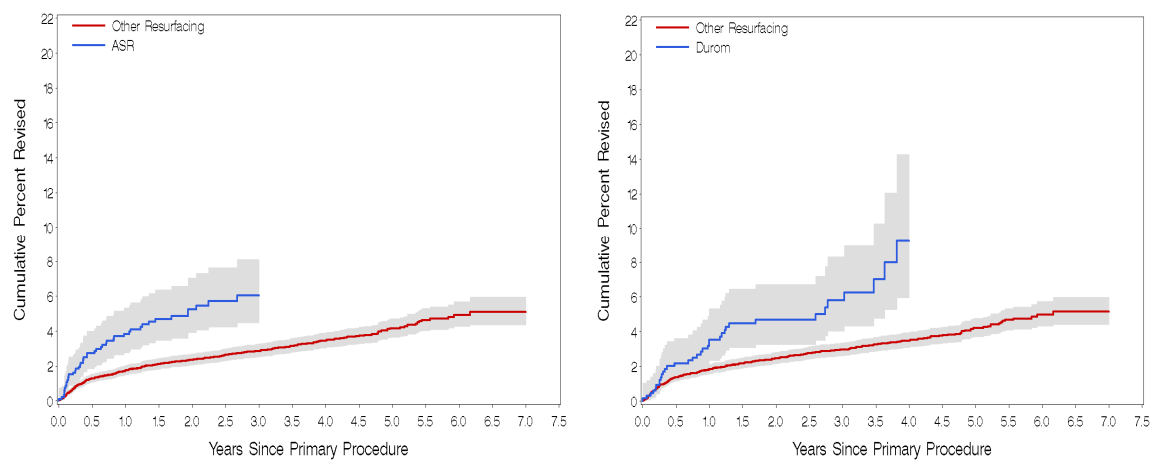 Other Resurfacing
ASR
Cumulative Percent Revised
22
20
18
16
14
12
10
8
6
4
2
0
0.0 0.5 1.0 1.5 2.0 2.5 3.0 3.5 4.0 4.5 5.0 5.5 6.0 6.5 7.0 7.5
Years Since Primary Procedure
Other Resurfacing
Durom
Cumulative Percent Revised
22
20
18
16
14
12
10
8
6
4
2
0
0.0 0.5 1.0 1.5 2.0 2.5 3.0 3.5 4.0 4.5 5.0 5.5 6.0 6.5 7.0 7.5
Years Since Primary Procedure